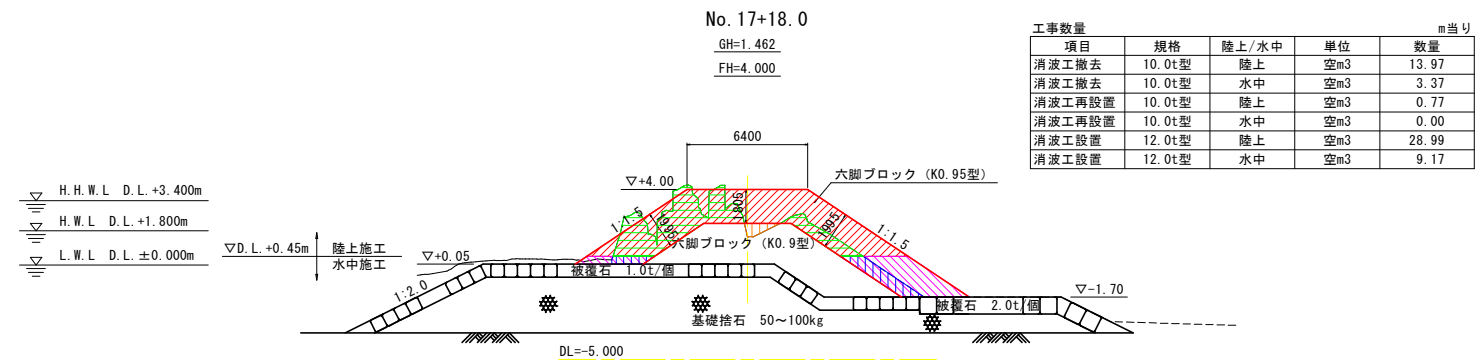 No.17+18.0
GH=1.462
FH=4.000
工事数量 m当り
項目 規格 陸上/水中 単位 数量
消波工撤去 10.0t型 陸上 空m3 13.97
消波工撤去 10.0t型 水中 空m3 3.37
消波工再設置 10.0t型 陸上 空m3 0.77
消波工再設置 10.0t型 水中 空m3 0.00
消波工設置 12.0t型 陸上 空m3 28.99
消波工設置 12.0t型 水中 空m3 9.17
6400
六脚ブロック (K0.95型)
▽+4.00
H.H.W.L D.L.+3.400m
H.W.L D.L.+1.800m
L.W.L D.L.±0.000m
▽D.L.+0.45m
陸上施工
水中施工
▽+0.05
1:1.5
1995
1805
1995
1:1.5
六脚ブロック (K0.9型)
被覆石 1.0t/個
1:2.0
▽-1.70
被覆石 2.0t/個
基礎捨石 50~100kg
DL=-5.000